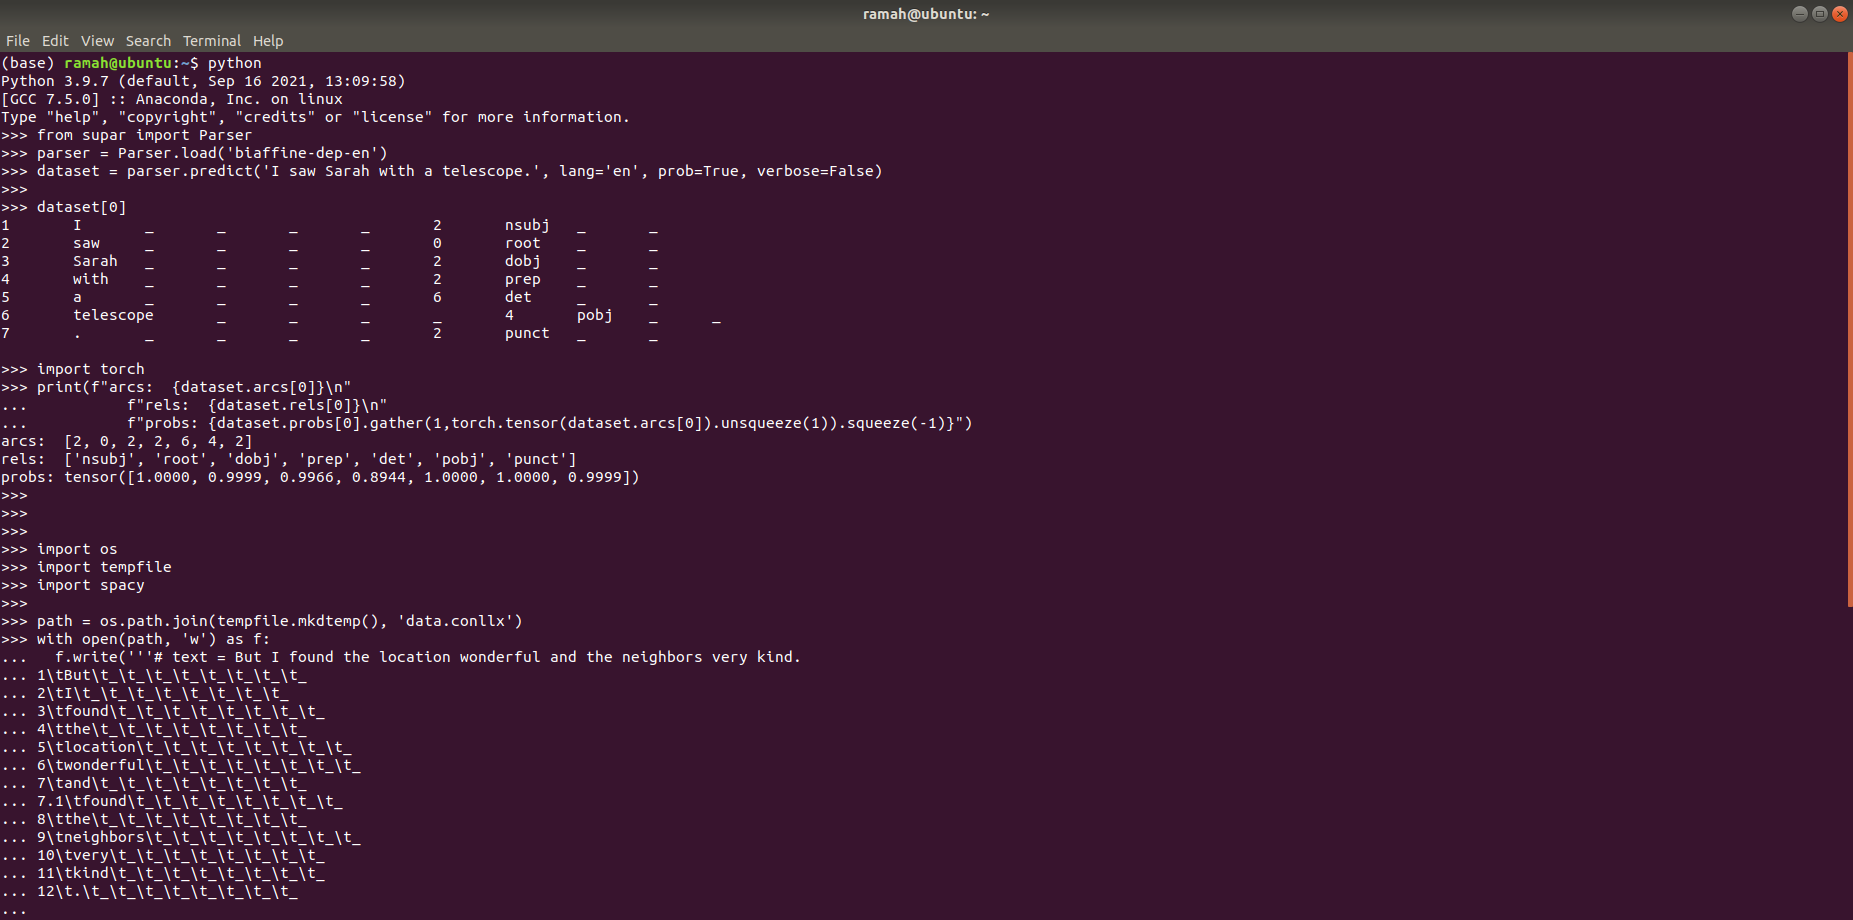 ramah@ubuntu: ~
File Edit View Search Terminal Help
(base) ramah@ubuntu:~$ python
Python 3.9.7 (default, Sep 16 2021, 13:09:58)
[GCC 7.5.0] :: Anaconda, Inc. on linux
Type "help", "copyright", "credits" or "license" for more information.
>>> from supar import Parser
>>> parser = Parser.load('biaffine-dep-en')
>>> dataset = parser.predict('I saw Sarah with a telescope.', lang='en', prob=True, verbose=False)
>>>
>>> dataset[0]
1	I	_	_	_	_	2	nsubj	_	_
2	saw	_	_	_	_	0	root	_	_
3	Sarah	_	_	_	_	2	dobj	_	_
4	with	_	_	_	_	2	prep	_	_
5	a	_	_	_	_	6	det	_	_
6	telescope	_	_	_	_	4	pobj	_	_
7	.	_	_	_	_	2	punct	_	_
>>> import torch
>>> print(f"arcs:  {dataset.arcs[0]}\n"
...           f"rels:  {dataset.rels[0]}\n"
...           f"probs: {dataset.probs[0].gather(1,torch.tensor(dataset.arcs[0]).unsqueeze(1)).squeeze(-1)}")
arcs:  [2, 0, 2, 2, 6, 4, 2]
rels:  ['nsubj', 'root', 'dobj', 'prep', 'det', 'pobj', 'punct']
probs: tensor([1.0000, 0.9999, 0.9966, 0.8944, 1.0000, 1.0000, 0.9999])
>>>
>>>
>>>
>>> import os
>>> import tempfile
>>> import spacy
>>>
>>> path = os.path.join(tempfile.mkdtemp(), 'data.conllx')
>>> with open(path, 'w') as f:
...   f.write('''# text = But I found the location wonderful and the neighbors very kind.
... 1\tBut\t_\t_\t_\t_\t_\t_\t_\t_
... 2\tI\t_\t_\t_\t_\t_\t_\t_\t_
... 3\tfound\t_\t_\t_\t_\t_\t_\t_\t_
... 4\tthe\t_\t_\t_\t_\t_\t_\t_\t_
... 5\tlocation\t_\t_\t_\t_\t_\t_\t_\t_
... 6\twonderful\t_\t_\t_\t_\t_\t_\t_\t_
... 7\tand\t_\t_\t_\t_\t_\t_\t_\t_
... 7.1\tfound\t_\t_\t_\t_\t_\t_\t_\t_
... 8\tthe\t_\t_\t_\t_\t_\t_\t_\t_
... 9\tneighbors\t_\t_\t_\t_\t_\t_\t_\t_
... 10\tvery\t_\t_\t_\t_\t_\t_\t_\t_
... 11\tkind\t_\t_\t_\t_\t_\t_\t_\t_
... 12\t.\t_\t_\t_\t_\t_\t_\t_\t_
...